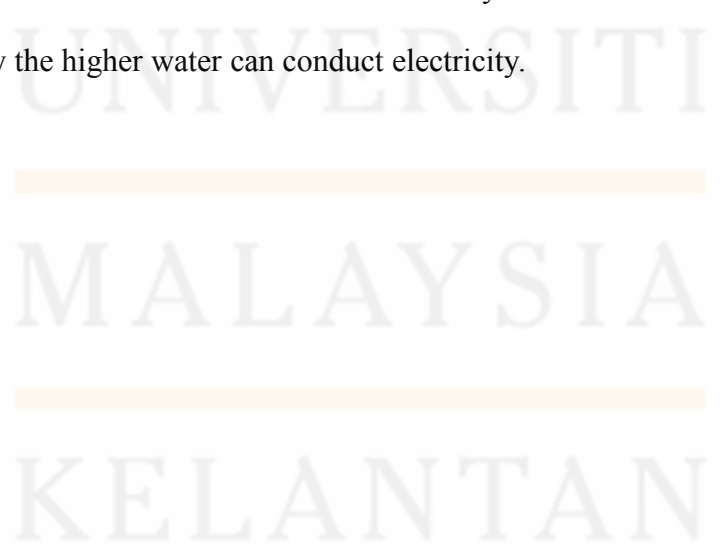 UNIVERSITI
the higher water can conduct electricity.
MALAYSIA
KELANTAN